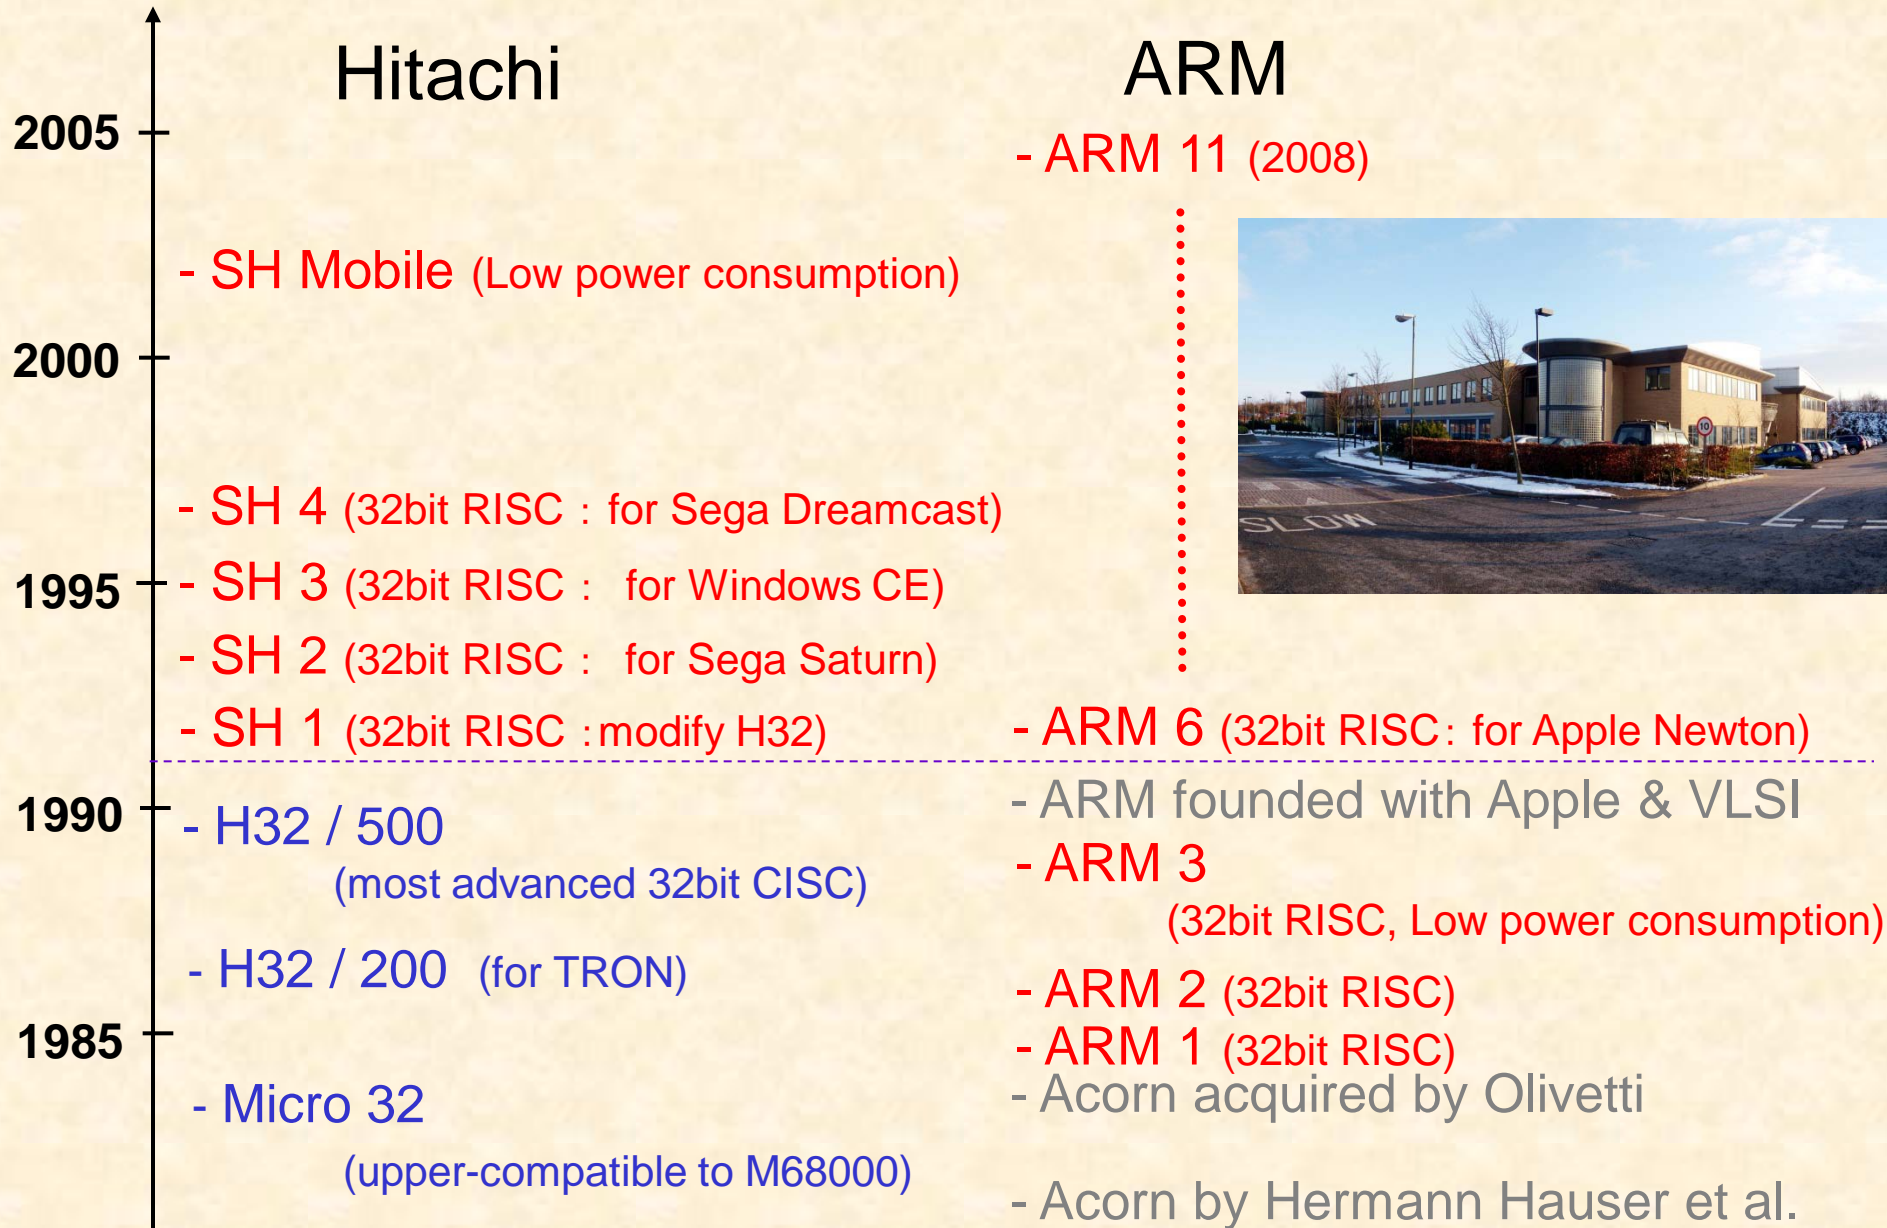 Hitachi
ARM
2005
- ARM 11 (2008)
- SH Mobile (Low power consumption)
2000
- SH 4 (32bit RISC : for Sega Dreamcast)
SLOW
10
1995
- SH 3 (32bit RISC : for Windows CE)
- SH 2 (32bit RISC : for Sega Saturn)
- SH 1 (32bit RISC : modify H32)
- ARM 6 (32bit RISC: for Apple Newton)
1990
- H32 / 500
(most advanced 32bit CISC)
- ARM founded with Apple & VLSI
- ARM 3
(32bit RISC, Low power consumption)
- H32 / 200 (for TRON)
- ARM 2 (32bit RISC)
1985
- ARM 1 (32bit RISC)
- Acorn acquired by Olivetti
- Micro 32
(upper-compatible to M68000)
- Acorn by Hermann Hauser et al.